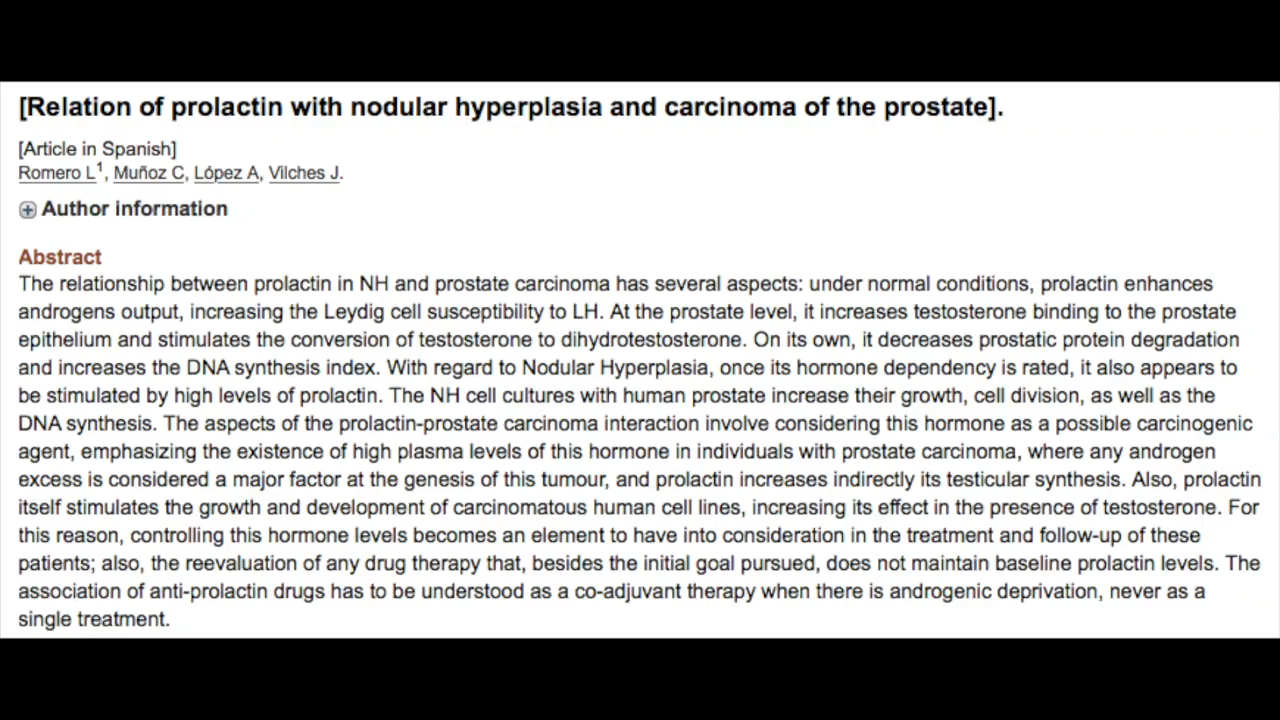 [Relation of prolactin with nodular hyperplasia and carcinoma of the prostate].
[Article in Spanish]
Romero L1, Muñoz C, López A, Vilches J.
Author information
Abstract
The relationship between prolactin in NH and prostate carcinoma has several aspects: under normal conditions, prolactin enhances
androgens output, increasing the Leydig cell susceptibility to LH. At the prostate level, it increases testosterone binding to the prostate
epithelium and stimulates the conversion of testosterone to dihydrotestosterone. On its own, it decreases prostatic protein degradation
and increases the DNA synthesis index. With regard to Nodular Hyperplasia, once its hormone dependency is rated, it also appears to
be stimulated by high levels of prolactin. The NH cell cultures with human prostate increase their growth, cell division, as well as the
DNA synthesis. The aspects of the prolactin-prostate carcinoma interaction involve considering this hormone as a possible carcinogenic
agent, emphasizing the existence of high plasma levels of this hormone in individuals with prostate carcinoma, where any androgen
excess is considered a major factor at the genesis of this tumour, and prolactin increases indirectly its testicular synthesis. Also, prolactin
itself stimulates the growth and development of carcinomatous human cell lines, increasing its effect in the presence of testosterone. For
this reason, controlling this hormone levels becomes an element to have into consideration in the treatment and follow-up of these
patients; also, the reevaluation of any drug therapy that, besides the initial goal pursued, does not maintain baseline prolactin levels. The
association of anti-prolactin drugs has to be understood as a co-adjuvant therapy when there is androgenic deprivation, never as a
single treatment.